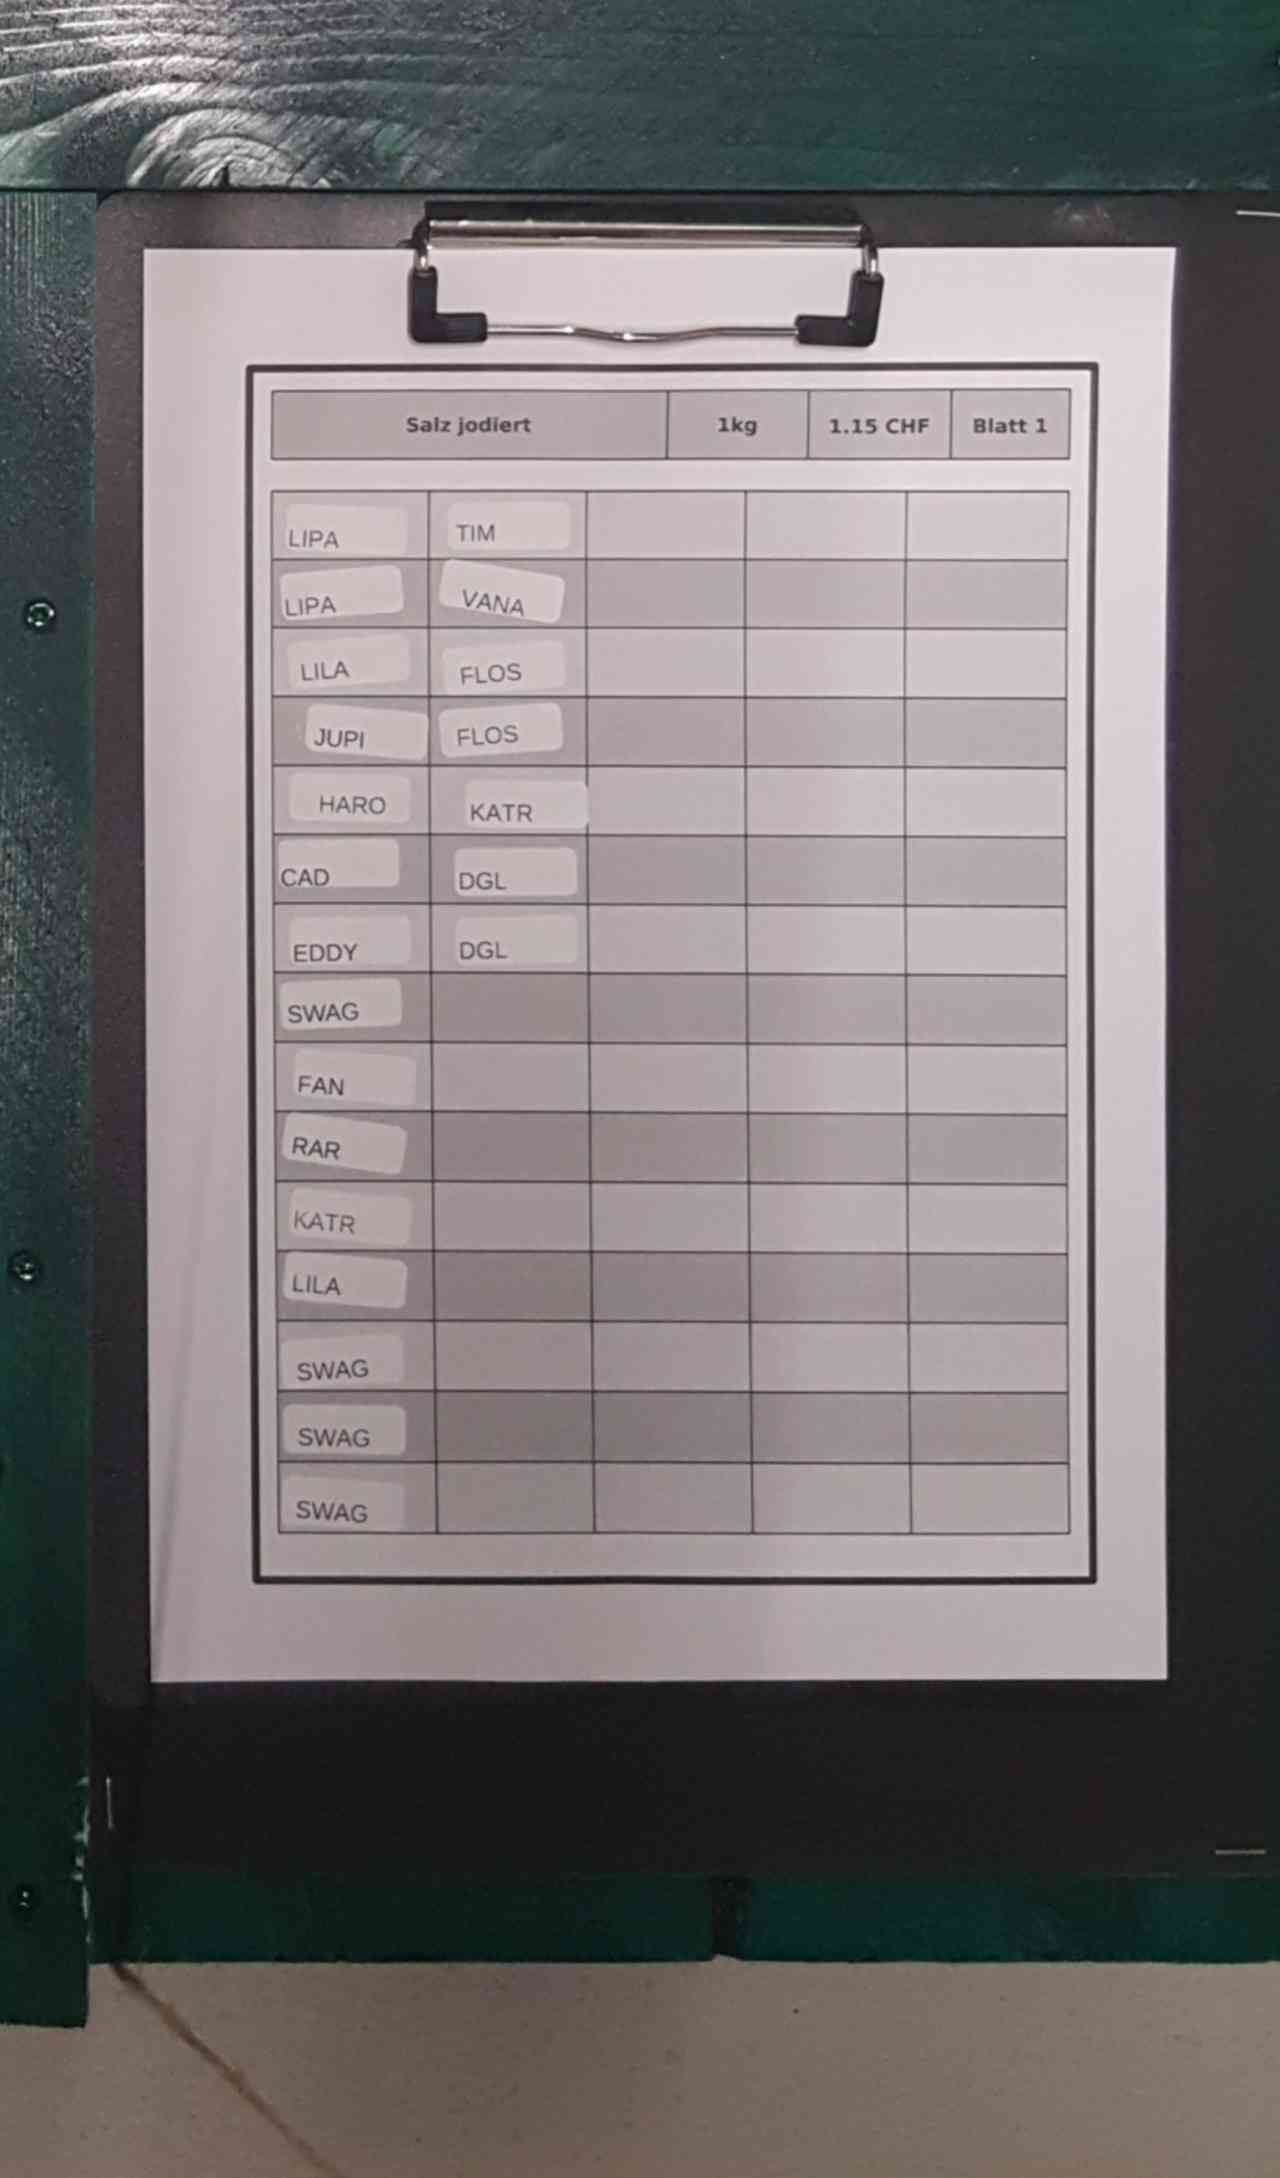 Salz jodiert 1kg 1.15 CHF Blatt 1
LIPA TIM
LIPA VANA
LILA FLOS
JUPI FLOS
HARO KATR
CAD DGL
EDDY DGL
SWAG
FAN
RAR
KATR
LILA
SWAG
SWAG
SWAG